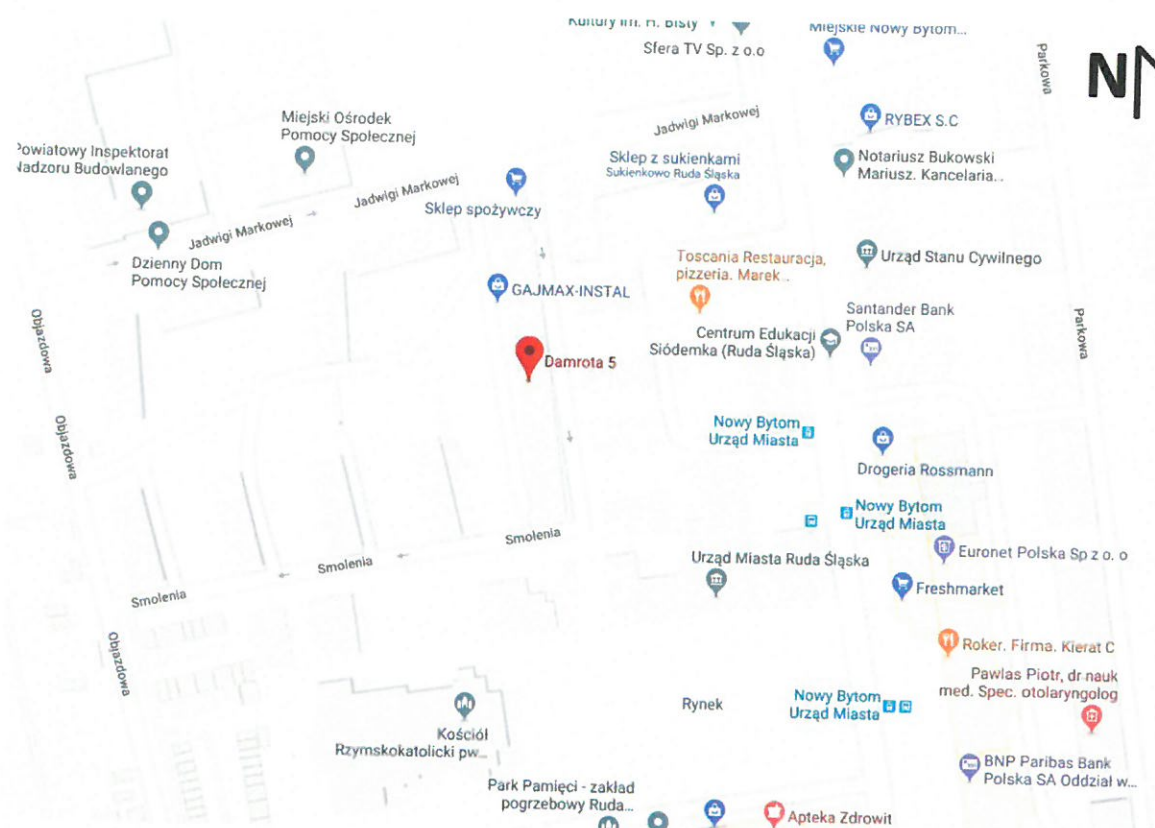 Kultury im. H. Bisty
Sfera TV Sp. z o.o
Miejskie Nowy Bytom...
Parkowa
N
Miejski Ośrodek
Pomocy Społecznej
Jadwigi Markowej
RYBEX S.C
Powiatowy Inspektorat
Nadzoru Budowlanego
Sklep z sukienkami
Sukienkowo Ruda Śląska
Notariusz Bukowski
Mariusz. Kancelaria..
Jadwigi Markowej
Sklep spożywczy
Jadwigi Markowej
Dzienny Dom
Pomocy Społecznej
Toscania Restauracja,
pizzeria. Marek...
Urząd Stanu Cywilnego
GAJMAX-INSTAL
Santander Bank
Polska SA
Objazdowa
Parkowa
Centrum Edukacji
Siódemka (Ruda Śląska)
Damrota 5
Objazdowa
Nowy Bytom
Urząd Miasta
Drogeria Rossmann
Nowy Bytom
Urząd Miasta
Smolenia
Smolenia
Smolenia
Urząd Miasta Ruda Śląska
Euronet Polska Sp z o. o
Freshmarket
Objazdowa
Roker. Firma. Kierat C
Pawlas Piotr, dr nauk
med. Spec. otolaryngolog
Rynek
Nowy Bytom
Urząd Miasta
Kościół
Rzymskokatolicki pw...
BNP Paribas Bank
Polska SA Oddział w...
Park Pamięci - zakład
pogrzebowy Ruda...
Apteka Zdrowit